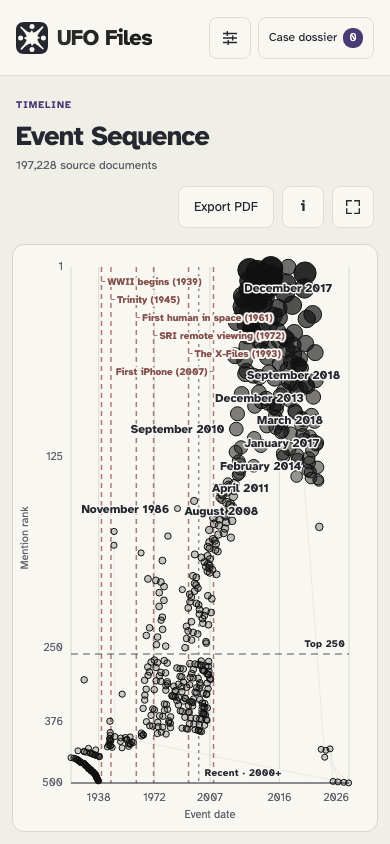 UFO Files
Case dossier 0
TIMELINE
Event Sequence
197,228 source documents
Export PDF
i
1
December 2017
WWII begins (1939)
Trinity (1945)
First human in space (1961)
SRI remote viewing (1972)
The X-Files (1993)
First iPhone (2007)
September 2018
December 2013
March 2018
September 2010
January 2017
125
February 2014
April 2011
November 1986
August 2008
Mention rank
Top 250
250
376
Recent · 2000+
500
1938 1972 2007 2016 2026
Event date